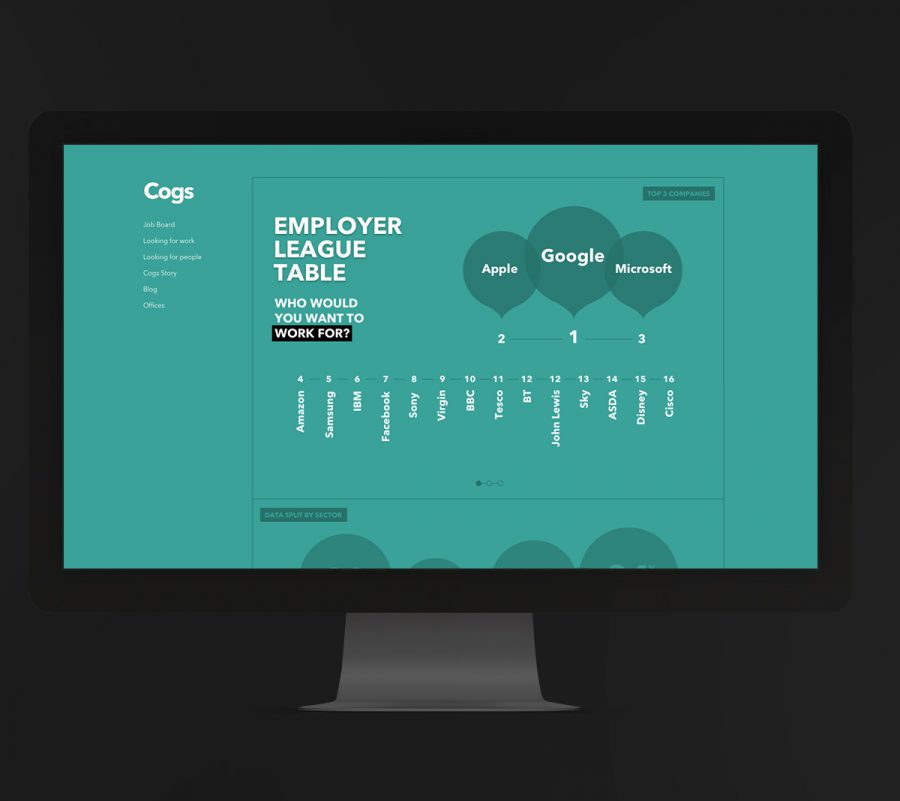 Cogs
Job Board
Looking for work
Looking for people
Cogs Story
Blog
Offices
TOP 3 COMPANIES
EMPLOYER
LEAGUE
TABLE
WHO WOULD
YOU WANT TO
WORK FOR?
Apple
Google
Microsoft
2
1
3
4 5 6 7 8 9 10 11 12 12 13 14 15 16
Amazon
Samsung
IBM
Facebook
Sony
Virgin
BBC
Tesco
BT
John Lewis
Sky
ASDA
Disney
Cisco
DATA SPLIT BY SECTOR